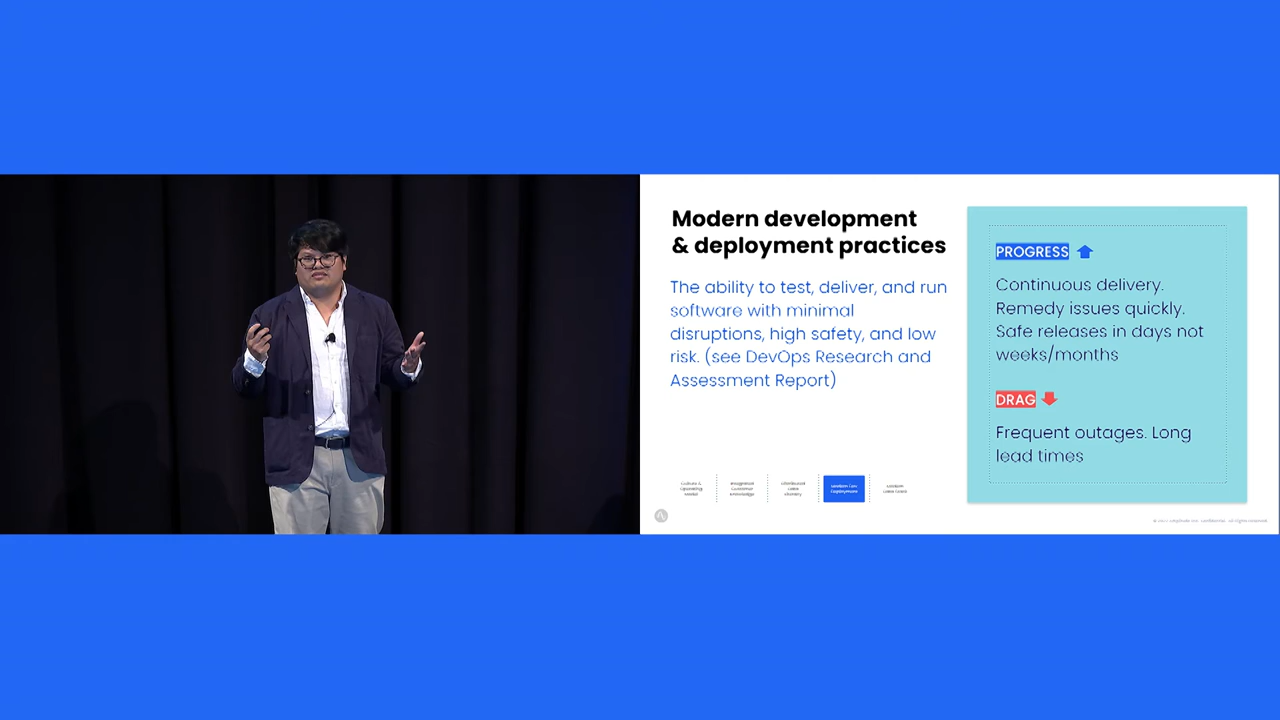 Modern development
& deployment practices
The ability to test, deliver, and run
software with minimal
disruptions, high safety, and low
risk. (see DevOps Research and
Assessment Report)
PROGRESS
Continuous delivery.
Remedy issues quickly.
Safe releases in days not
weeks/months
DRAG
Frequent outages. Long
lead times